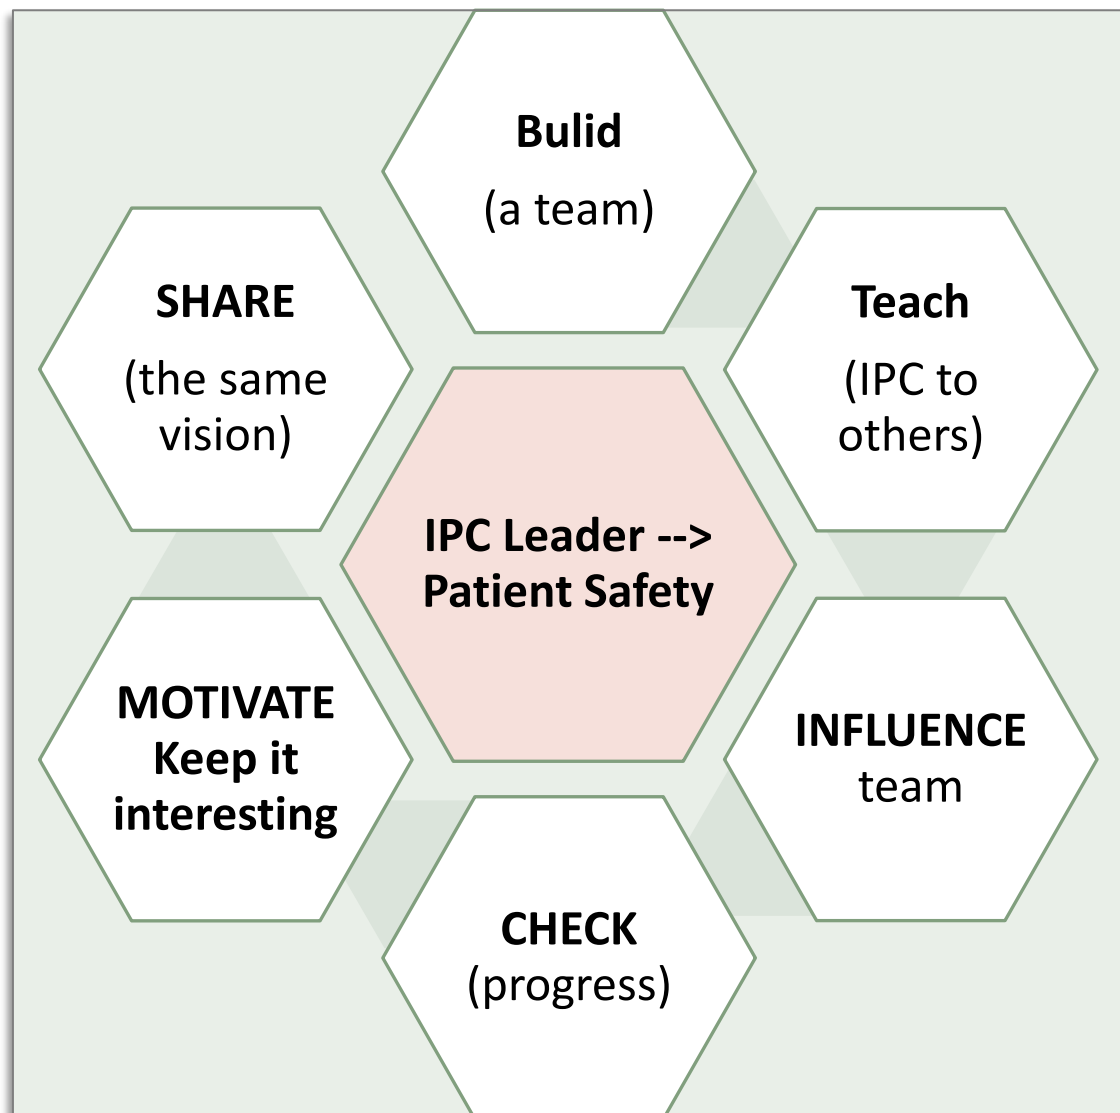 Bulid
(a team)
Teach
(IPC to
others)
INFLUENCE
team
CHECK
(progress)
MOTIVATE
Keep it
interesting
SHARE
(the same
vision)
IPC Leader -->
Patient Safety